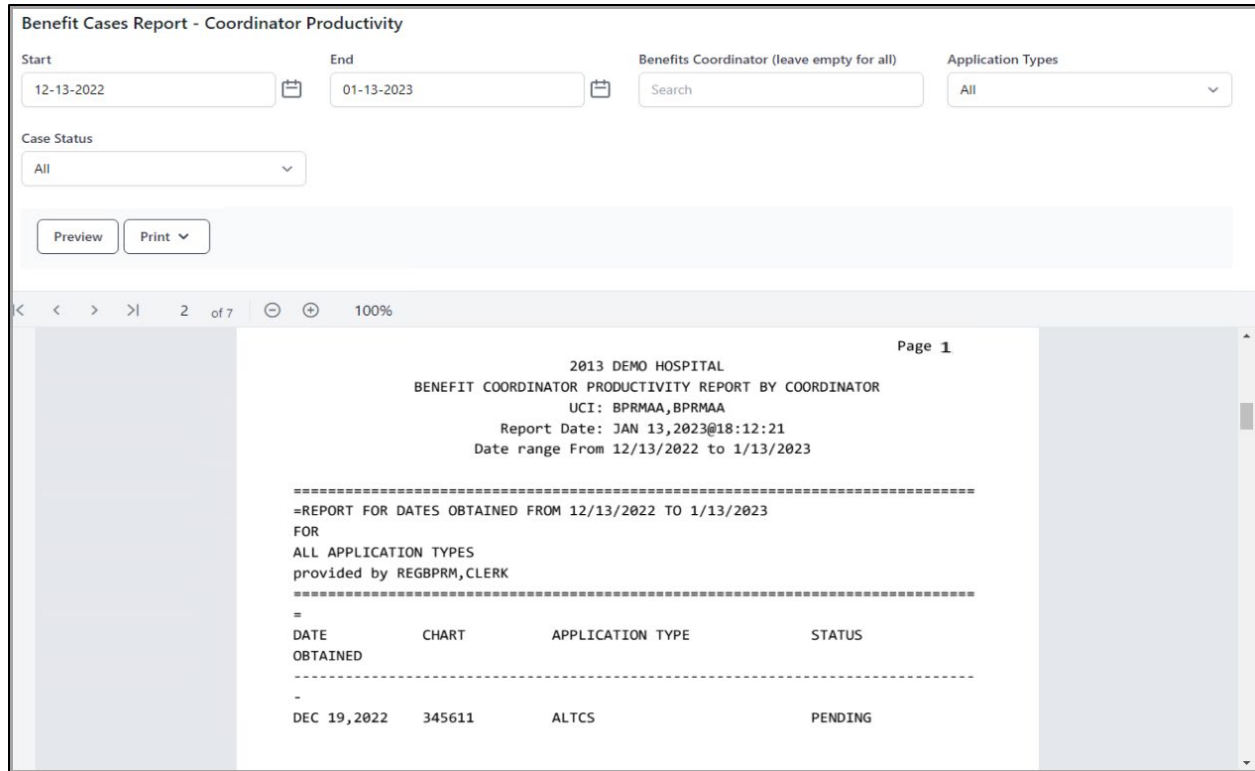 Benefit Cases Report - Coordinator Productivity
Start End Benefits Coordinator (leave empty for all) Application Types
12-13-2022 01-13-2023 Search All
Case Status
All
Preview Print
2 of 7 100%
Page 1
2013 DEMO HOSPITAL
BENEFIT COORDINATOR PRODUCTIVITY REPORT BY COORDINATOR
UCI: BPRMAA,BPRMAA
Report Date: JAN 13,2023@18:12:21
Date range From 12/13/2022 to 1/13/2023
===============================================================================
=REPORT FOR DATES OBTAINED FROM 12/13/2022 TO 1/13/2023
FOR
ALL APPLICATION TYPES
provided by REGBPRM,CLERK
===============================================================================
=
DATE CHART APPLICATION TYPE STATUS
OBTAINED
-------------------------------------------------------------------------------
-
DEC 19,2022 345611 ALTCS PENDING